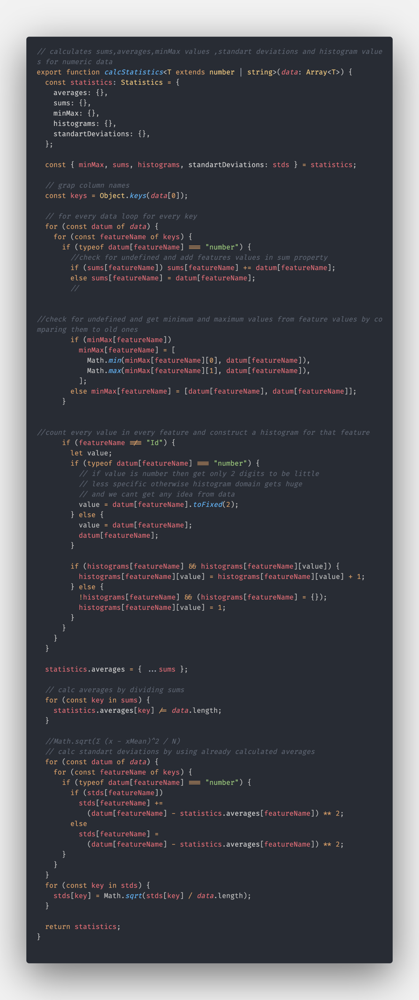 // calculates sums,averages,minMax values ,standart deviations and histogram value
s for numeric data
export function calcStatistics<T extends number | string>(data: Array<T>) {
  const statistics: Statistics = {
    averages: {},
    sums: {},
    minMax: {},
    histograms: {},
    standartDeviations: {},
  };

  const { minMax, sums, histograms, standartDeviations: stds } = statistics;

  // grap column names
  const keys = Object.keys(data[0]);

  // for every data loop for every key
  for (const datum of data) {
    for (const featureName of keys) {
      if (typeof datum[featureName] === "number") {
        //check for undefined and add features values in sum property
        if (sums[featureName]) sums[featureName] += datum[featureName];
        else sums[featureName] = datum[featureName];
        //


//check for undefined and get minimum and maximum values from feature values by co
mparing them to old ones
        if (minMax[featureName])
          minMax[featureName] = [
            Math.min(minMax[featureName][0], datum[featureName]),
            Math.max(minMax[featureName][1], datum[featureName]),
          ];
        else minMax[featureName] = [datum[featureName], datum[featureName]];
      }


//count every value in every feature and construct a histogram for that feature
      if (featureName !== "Id") {
        let value;
        if (typeof datum[featureName] === "number") {
          // if value is number then get only 2 digits to be little
          // less specific otherwise histogram domain gets huge
          // and we cant get any idea from data
          value = datum[featureName].toFixed(2);
        } else {
          value = datum[featureName];
          datum[featureName];
        }

        if (histograms[featureName] && histograms[featureName][value]) {
          histograms[featureName][value] = histograms[featureName][value] + 1;
        } else {
          !histograms[featureName] && (histograms[featureName] = {});
          histograms[featureName][value] = 1;
        }
      }
    }
  }

  statistics.averages = { ...sums };

  // calc averages by dividing sums
  for (const key in sums) {
    statistics.averages[key] /= data.length;
  }

  //Math.sqrt(Σ (x - xMean)^2 / N)
  // calc standart deviations by using already calculated averages
  for (const datum of data) {
    for (const featureName of keys) {
      if (typeof datum[featureName] === "number") {
        if (stds[featureName])
          stds[featureName] +=
            (datum[featureName] - statistics.averages[featureName]) ** 2;
        else
          stds[featureName] =
            (datum[featureName] - statistics.averages[featureName]) ** 2;
      }
    }
  }
  for (const key in stds) {
    stds[key] = Math.sqrt(stds[key] / data.length);
  }

  return statistics;
}